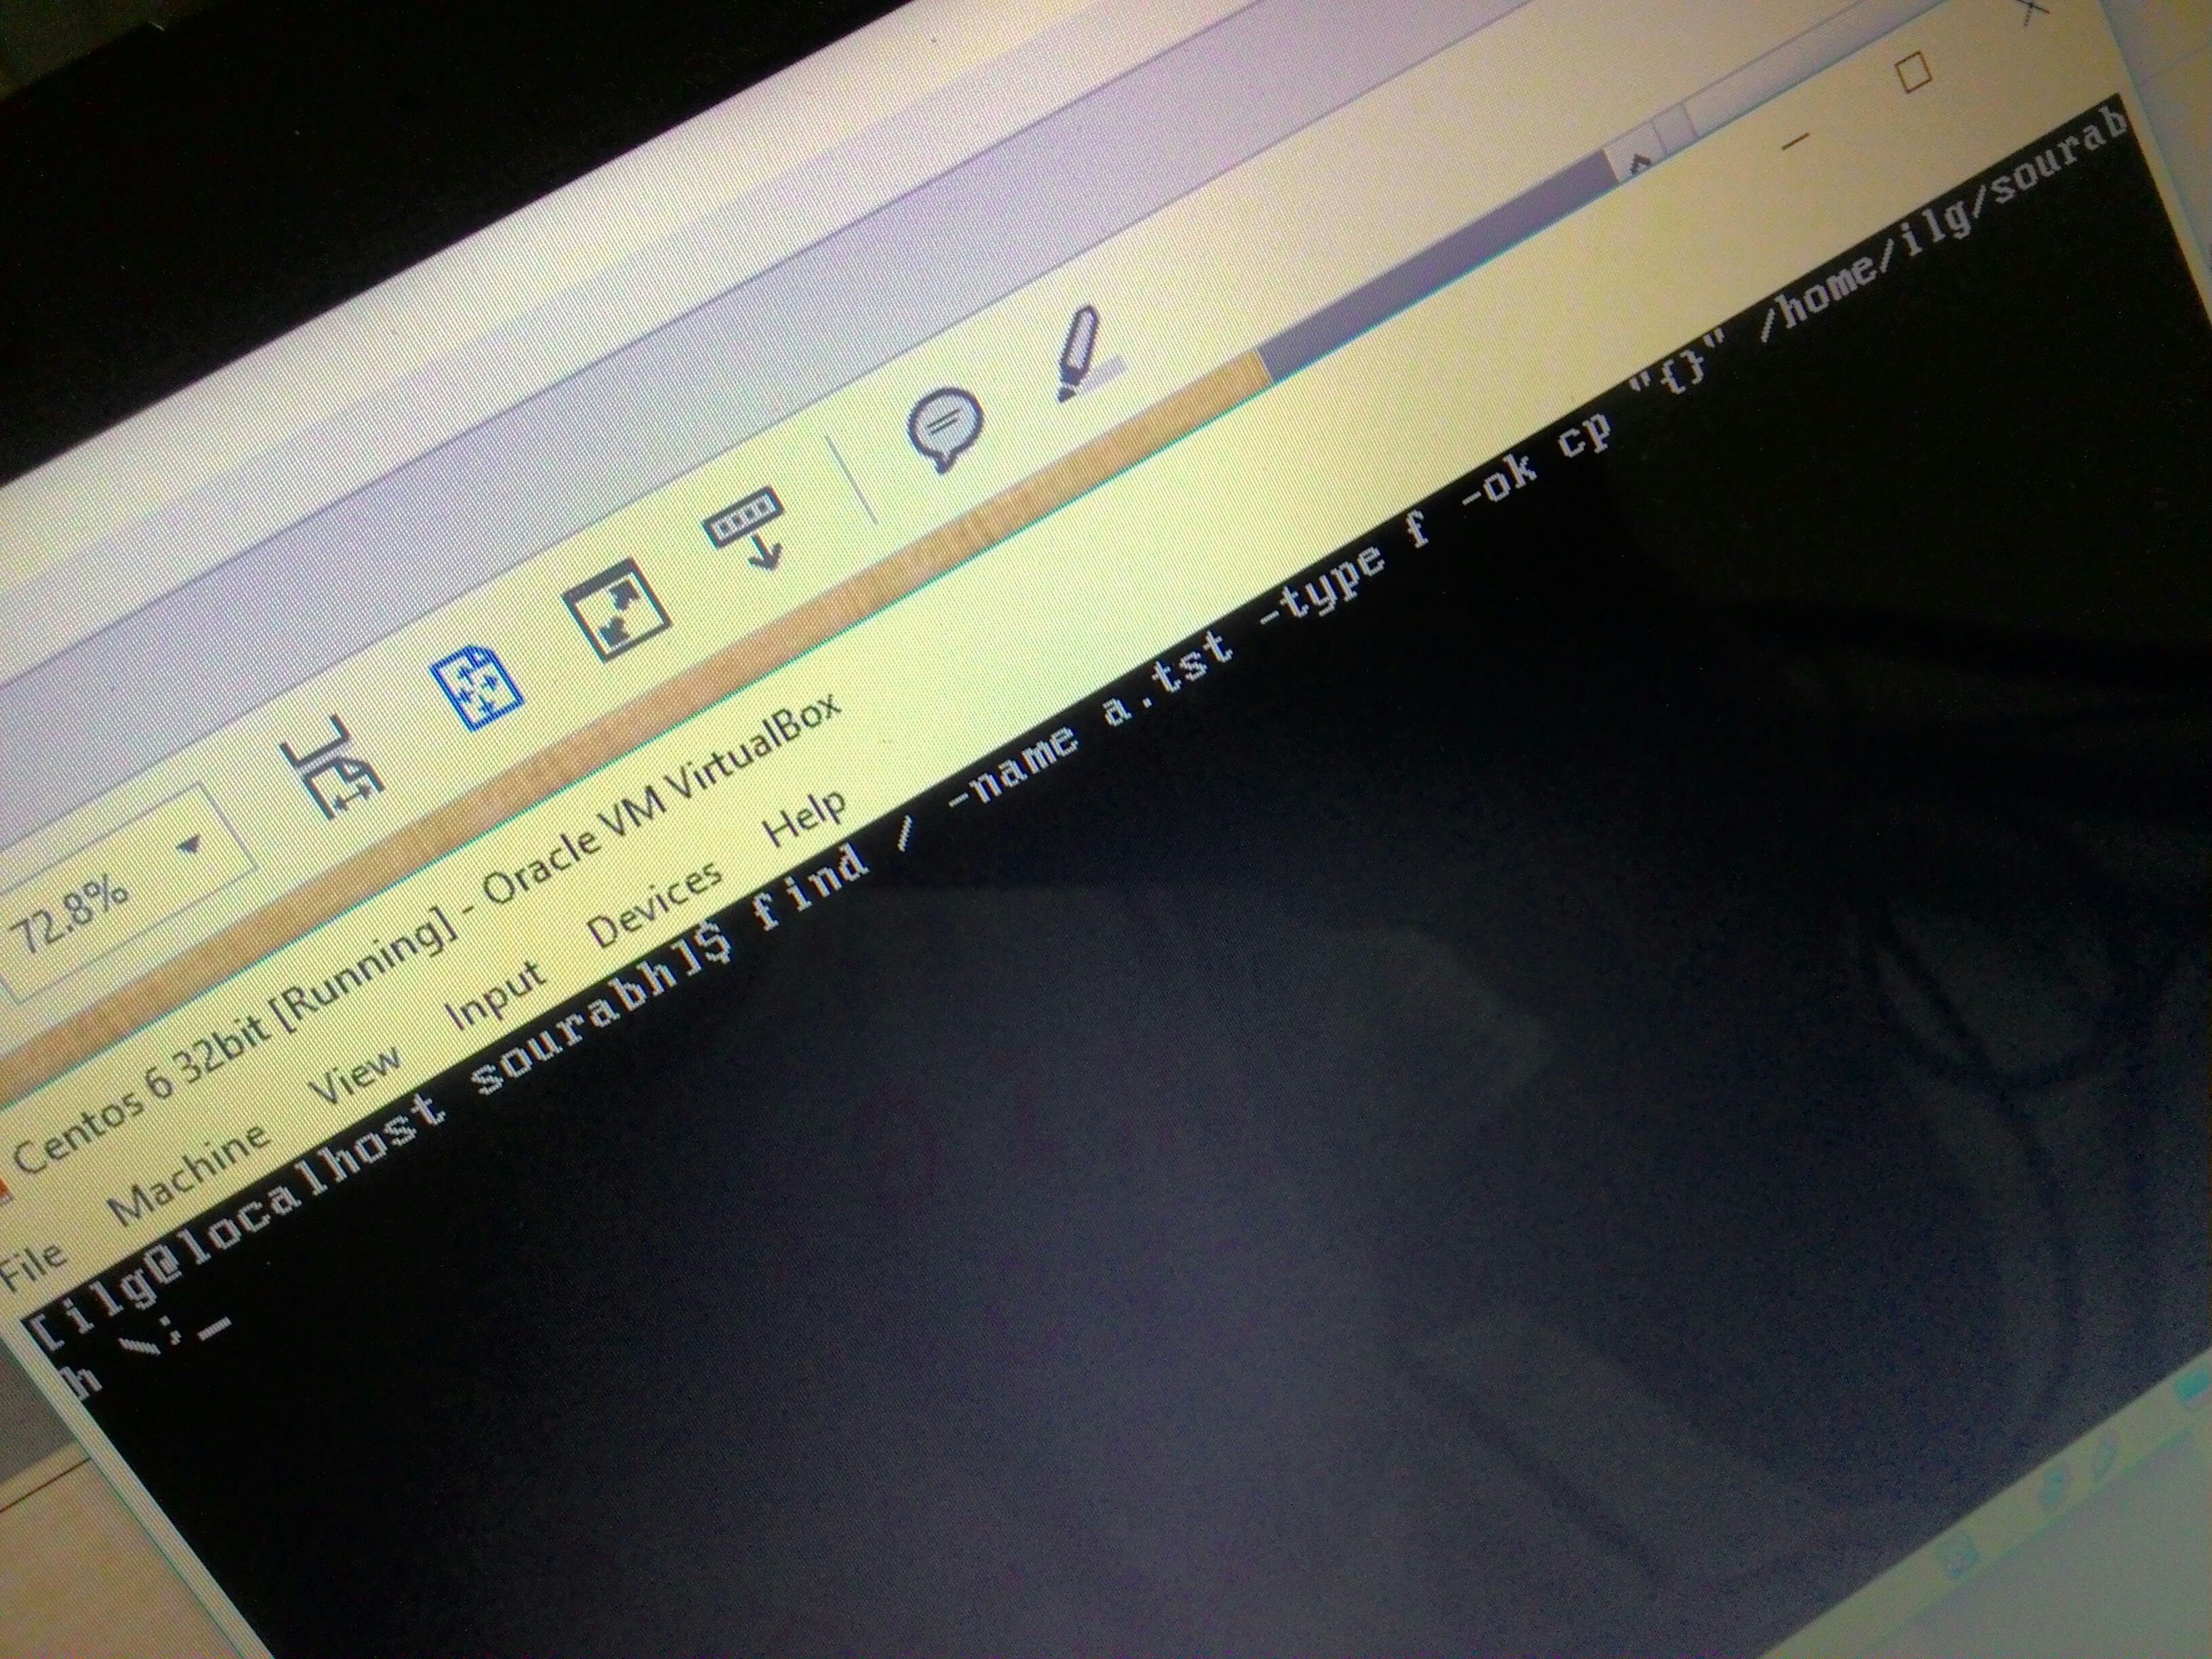 72.8%
Centos 6 32bit [Running] - Oracle VM VirtualBox
File Machine View Input Devices Help
[ilg@localhost sourabh]$ find / -name a.tst -type f -ok cp "{}" /home/ilg/sourab
h \;_